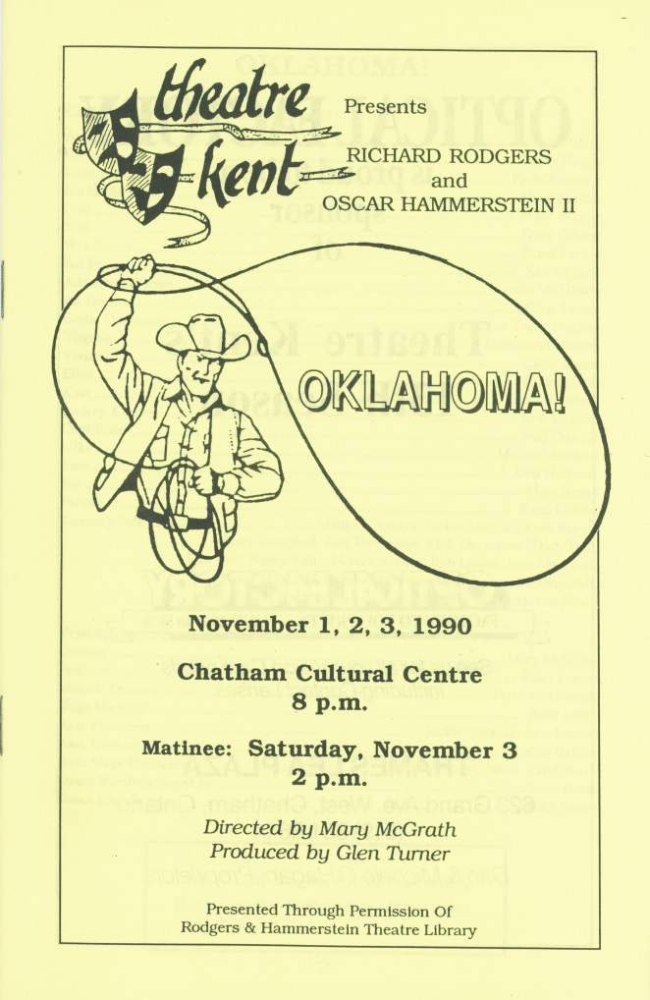 theatre
kent
Presents
RICHARD RODGERS
and
OSCAR HAMMERSTEIN II
OKLAHOMA!
November 1, 2, 3, 1990
Chatham Cultural Centre
8 p.m.
Matinee: Saturday, November 3
2 p.m.
Directed by Mary McGrath
Produced by Glen Turner
Presented Through Permission Of
Rodgers & Hammerstein Theatre Library